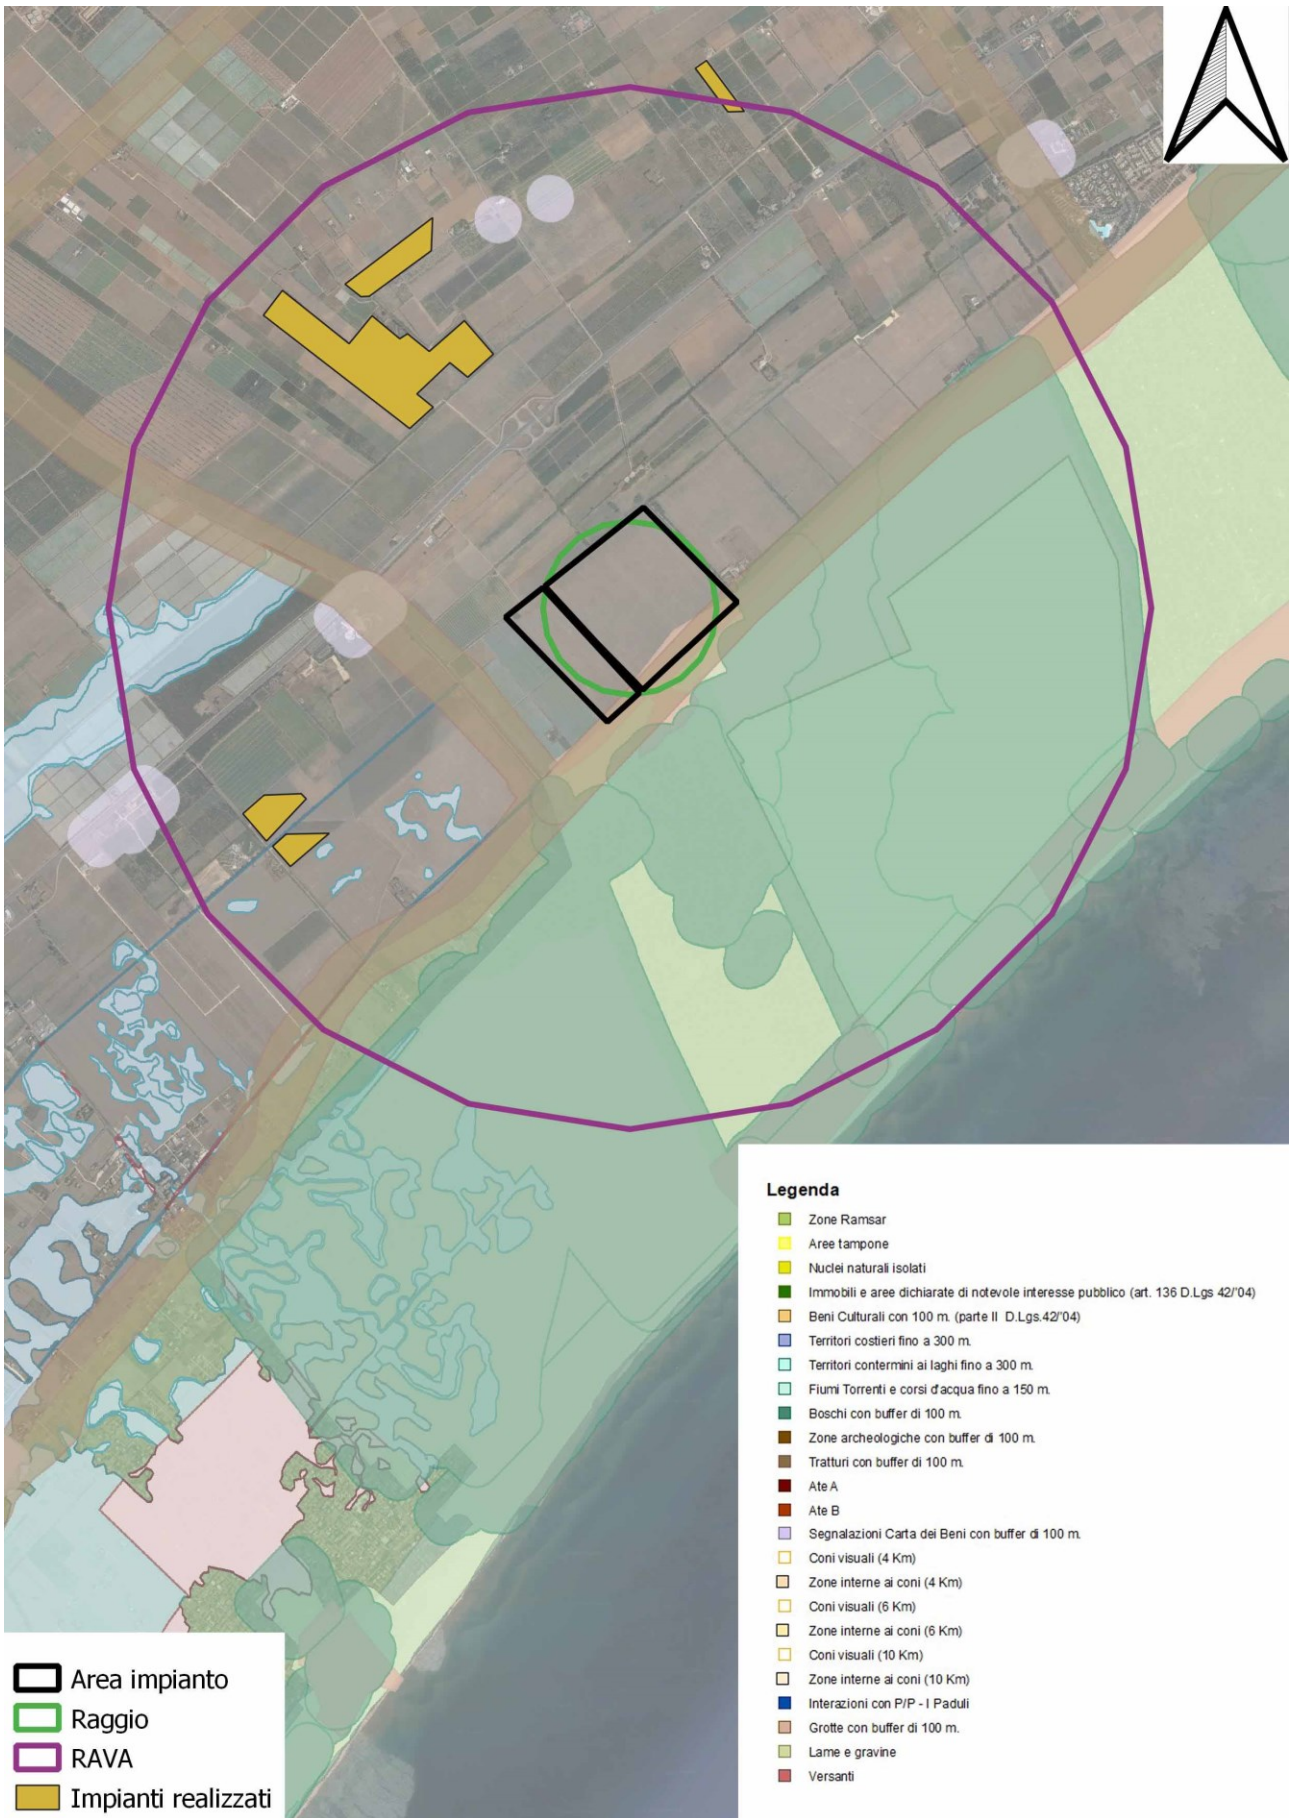 Legenda
Zone Ramsar
Aree tampone
Nuclei naturali isolati
Immobili e aree dichiarate di notevole interesse pubblico (art. 136 D.Lgs 42/'04)
Beni Culturali con 100 m. (parte II D.Lgs.42/'04)
Territori costieri fino a 300 m.
Territori contermini ai laghi fino a 300 m.
Fiumi Torrenti e corsi d'acqua fino a 150 m.
Boschi con buffer di 100 m.
Zone archeologiche con buffer di 100 m.
Tratturi con buffer di 100 m.
Ate A
Ate B
Segnalazioni Carta dei Beni con buffer di 100 m.
Coni visuali (4 Km)
Zone interne ai coni (4 Km)
Coni visuali (6 Km)
Zone interne ai coni (6 Km)
Coni visuali (10 Km)
Zone interne ai coni (10 Km)
Interazioni con P/P - I Paduli
Grotte con buffer di 100 m.
Lame e gravine
Versanti
Area impianto
Raggio
RAVA
Impianti realizzati